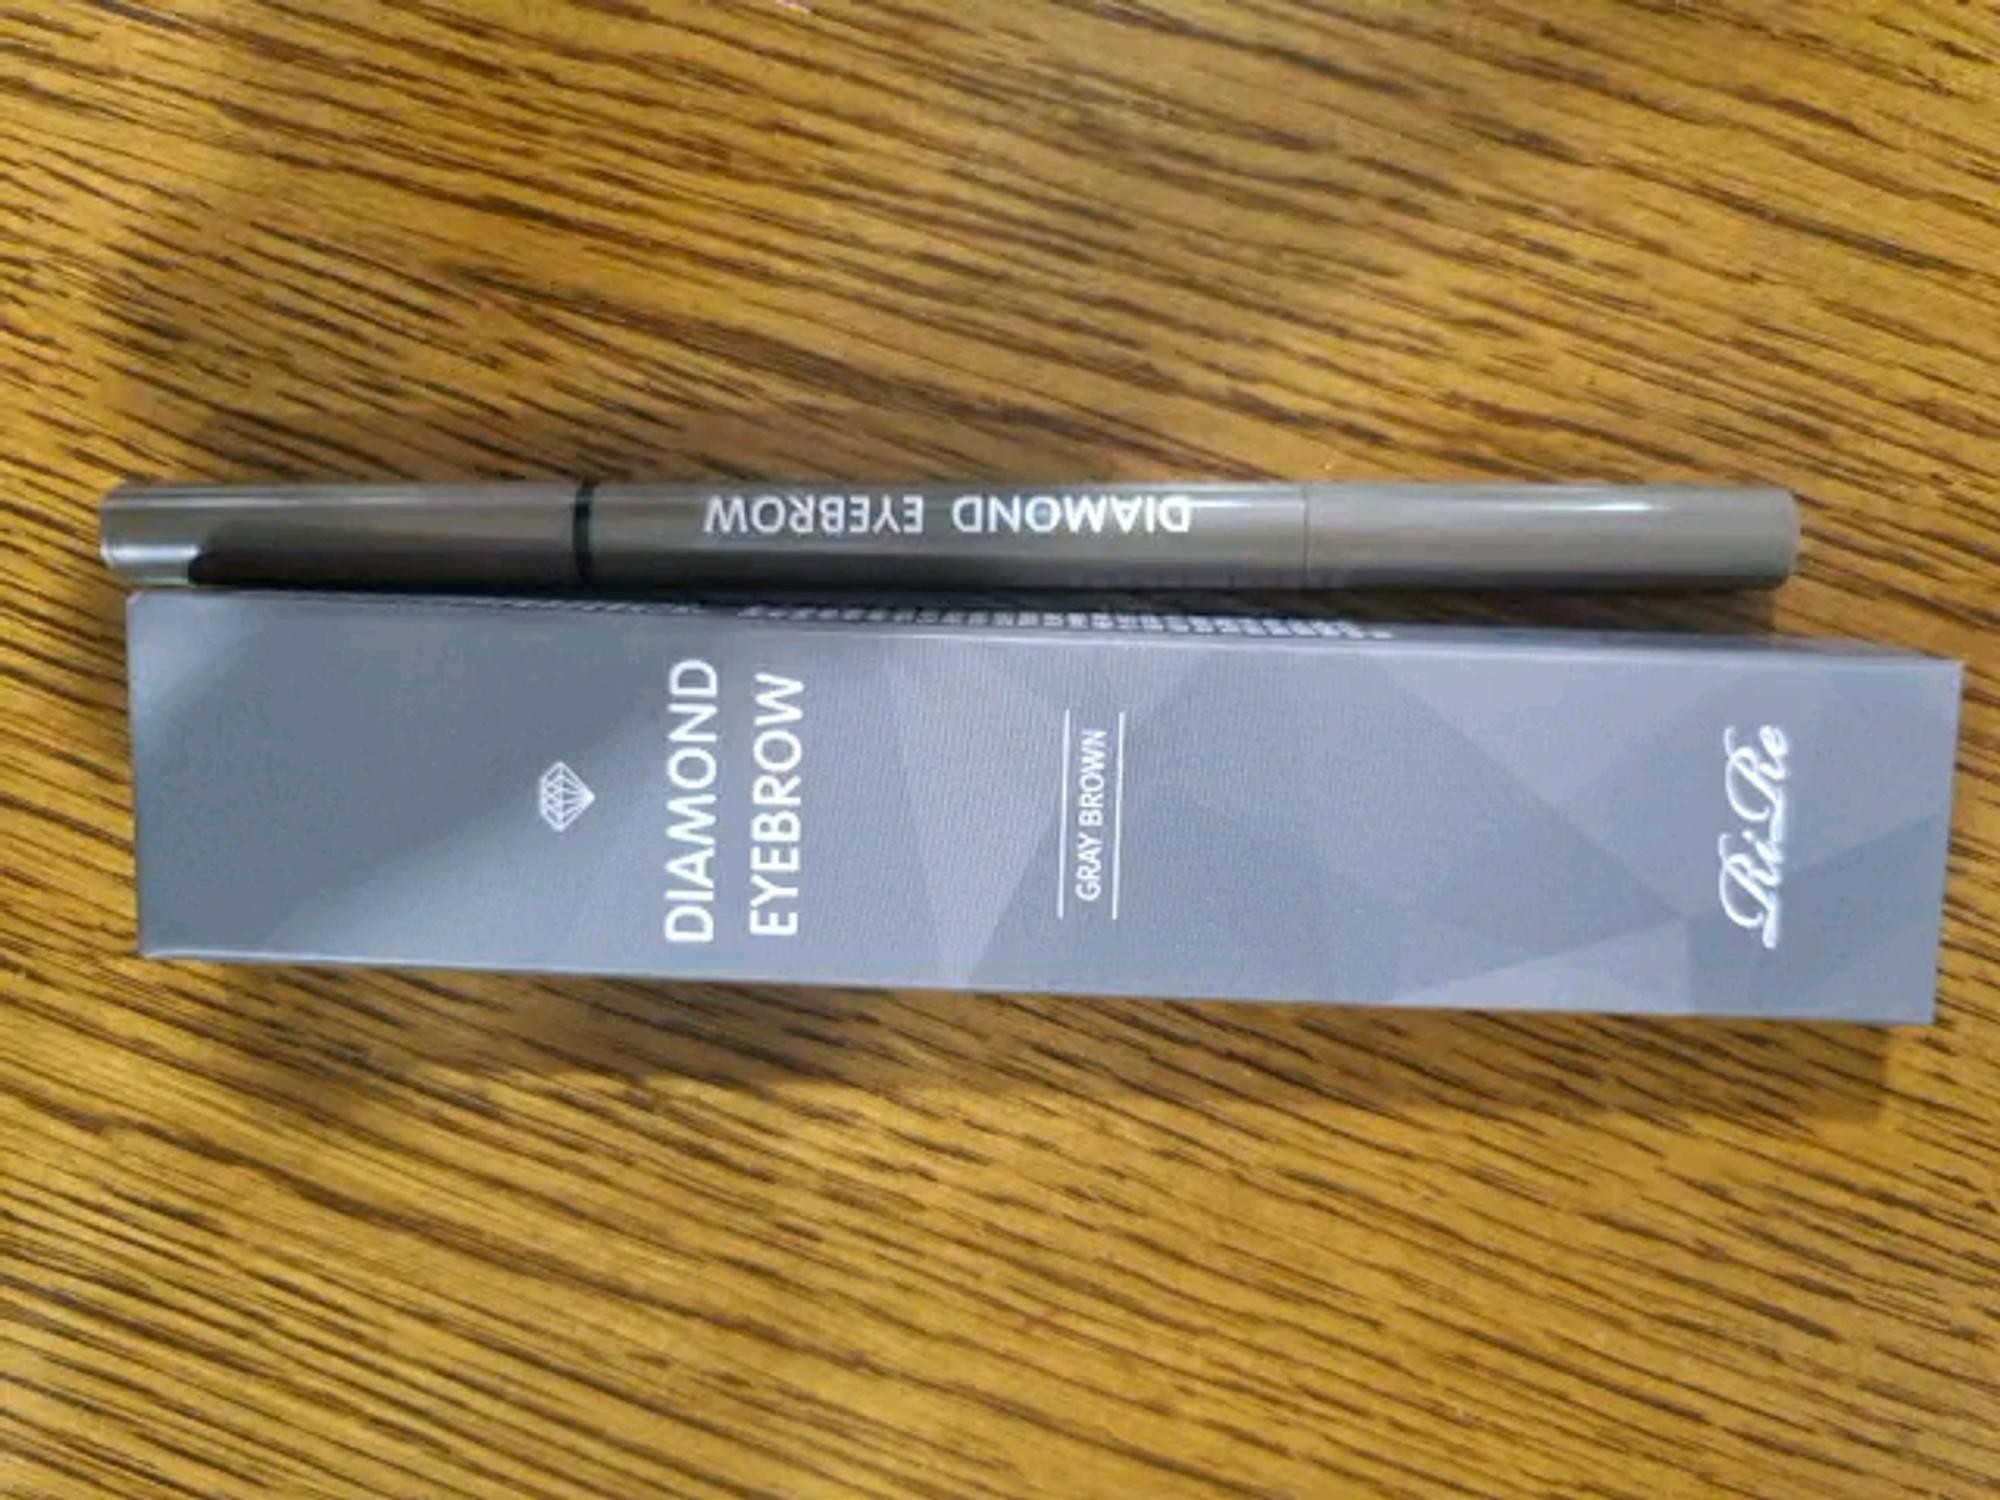 DIAMOND EYEBROW
DIAMOND
EYEBROW
GRAY BROWN
RiRe